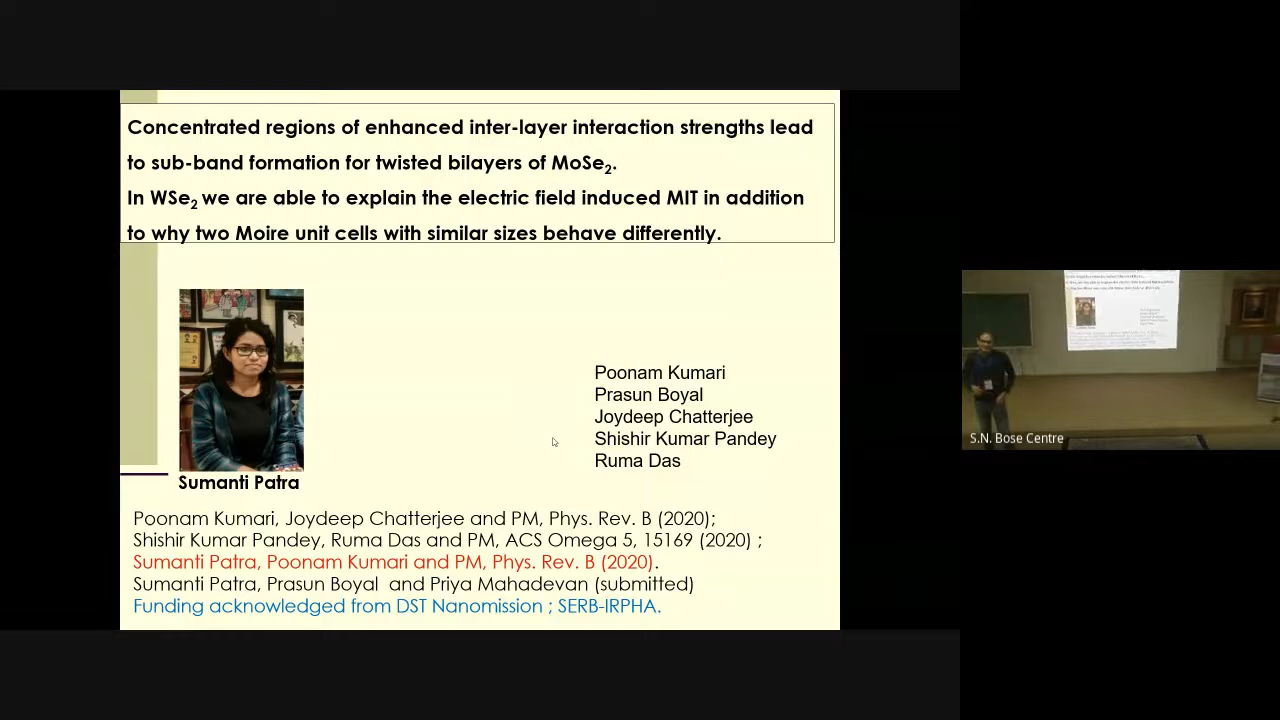 Concentrated regions of enhanced inter-layer interaction strengths lead
to sub-band formation for twisted bilayers of MoSe₂.
In WSe₂ we are able to explain the electric field induced MIT in addition
to why two Moire unit cells with similar sizes behave differently.
Poonam Kumari
Prasun Boyal
Joydeep Chatterjee
Shishir Kumar Pandey
Ruma Das
Sumanti Patra
Poonam Kumari, Joydeep Chatterjee and PM, Phys. Rev. B (2020);
Shishir Kumar Pandey, Ruma Das and PM, ACS Omega 5, 15169 (2020) ;
Sumanti Patra, Poonam Kumari and PM, Phys. Rev. B (2020).
Sumanti Patra, Prasun Boyal and Priya Mahadevan (submitted)
Funding acknowledged from DST Nanomission ; SERB-IRPHA.
S.N. Bose Centre